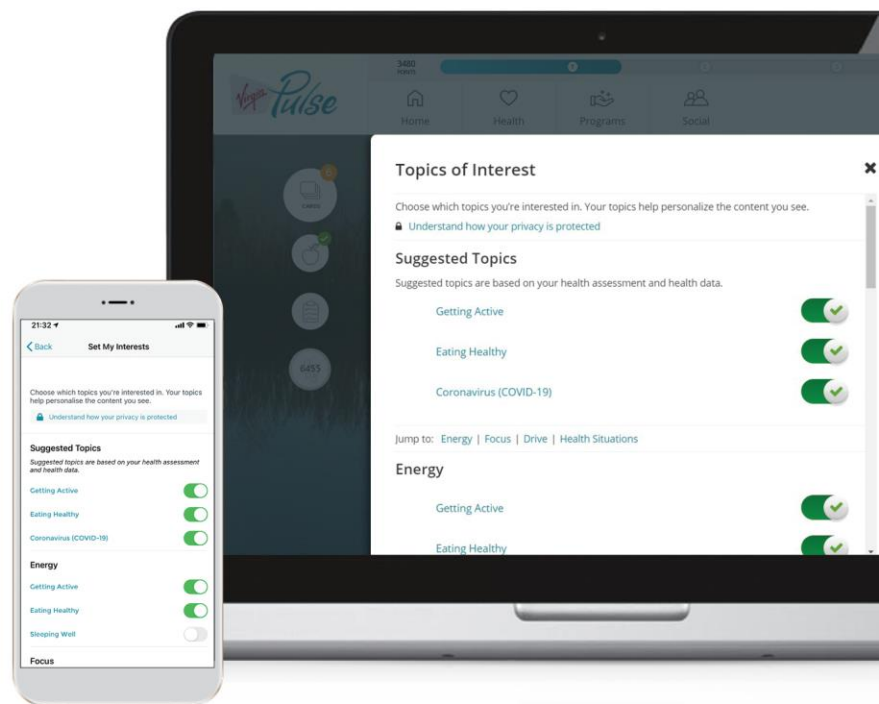 Virgin Pulse
3480
POINTS
Home
Health
Programs
Social
CARDS
6
6455
Topics of Interest
Choose which topics you're interested in. Your topics help personalize the content you see.
Understand how your privacy is protected
Suggested Topics
Suggested topics are based on your health assessment and health data.
Getting Active
Eating Healthy
Coronavirus (COVID-19)
Jump to: Energy | Focus | Drive | Health Situations
Energy
Getting Active
Eating Healthy
21:32
Back
Set My Interests
Choose which topics you're interested in. Your topics
help personalise the content you see.
Understand how your privacy is protected
Suggested Topics
Suggested topics are based on your health assessment
and health data.
Getting Active
Eating Healthy
Coronavirus (COVID-19)
Energy
Getting Active
Eating Healthy
Sleeping Well
Focus